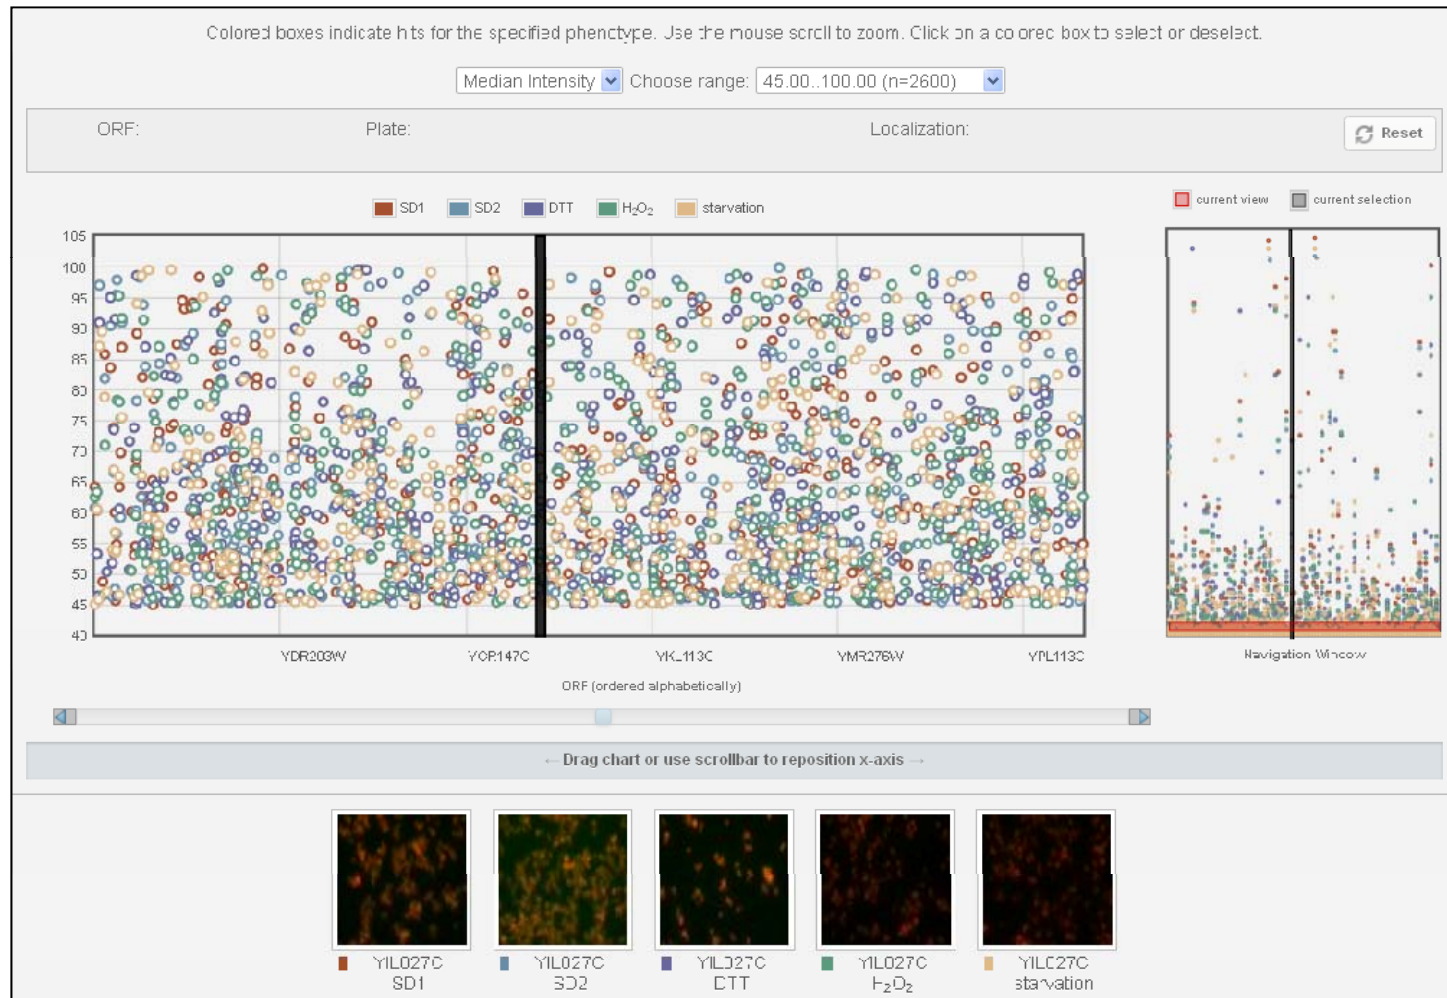 Colored boxes indicate hits for the specified phenotype. Use the mouse scroll to zoom. Click on a colored box to select or deselect.
Median Intensity Choose range: 45.00..100.00 (n=2600)
ORF: Plate: Localization: Reset
SD1 SD2 DTT H₂O₂ starvation
current view current selection
105
100
95
90
85
80
75
70
65
60
55
50
45
40
YDR203W YGR147C YKL113C YMR276W YPL113C
Navigation Window
ORF (ordered alphabetically)
← Drag chart or use scrollbar to reposition x-axis →
YIL027C YIL027C YIL027C YIL027C YIL027C
SD1 SD2 DTT H₂O₂ starvation